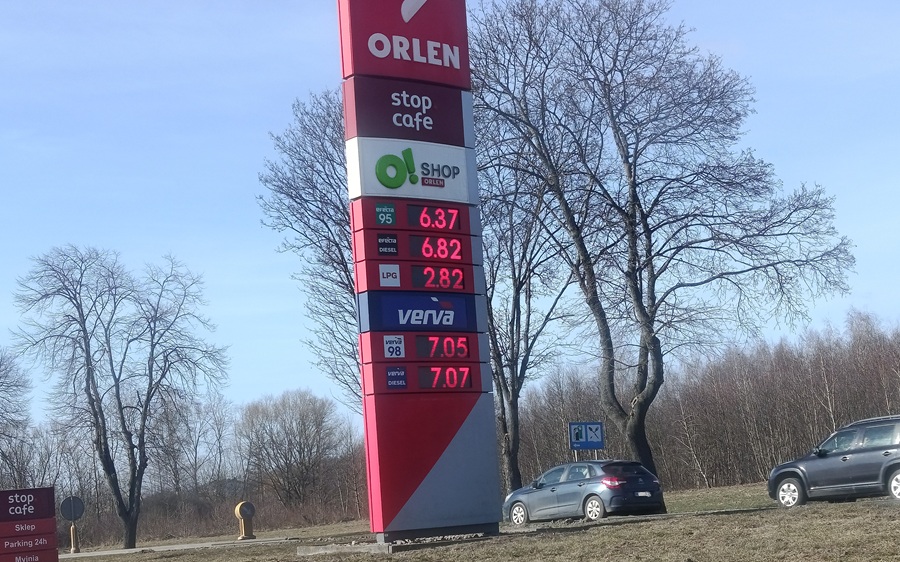 ORLEN
stop
cafe
O! SHOP
ORLEN
efecta
95
6.37
efecta
DIESEL
6.82
LPG
2.82
verva
verva
98
7.05
verva
DIESEL
7.07
stop
cafe
Sklep
Parking 24h
Myjnia